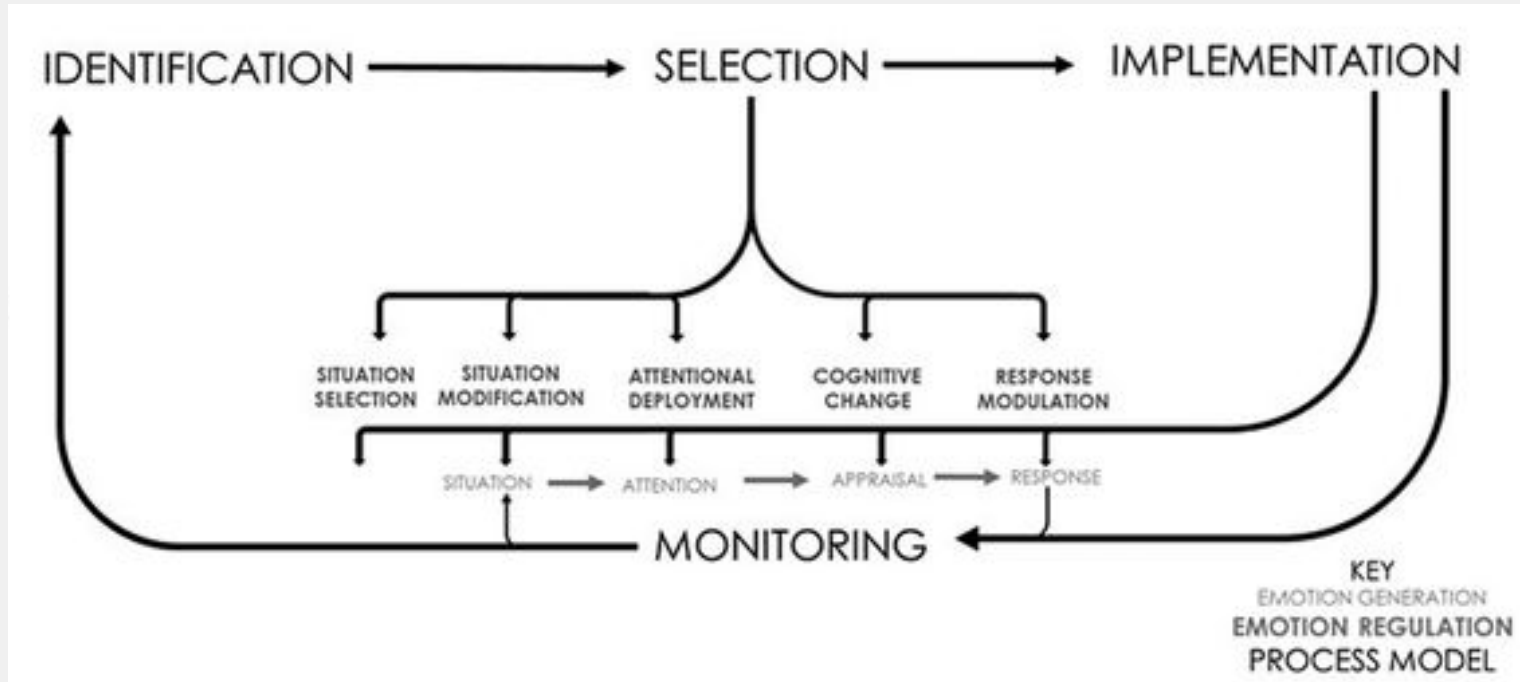 IDENTIFICATION
SELECTION
IMPLEMENTATION
SITUATION
SELECTION
SITUATION
MODIFICATION
ATTENTIONAL
DEPLOYMENT
COGNITIVE
CHANGE
RESPONSE
MODULATION
SITUATION
ATTENTION
APPRAISAL
RESPONSE
MONITORING
KEY
EMOTION GENERATION
EMOTION REGULATION
PROCESS MODEL